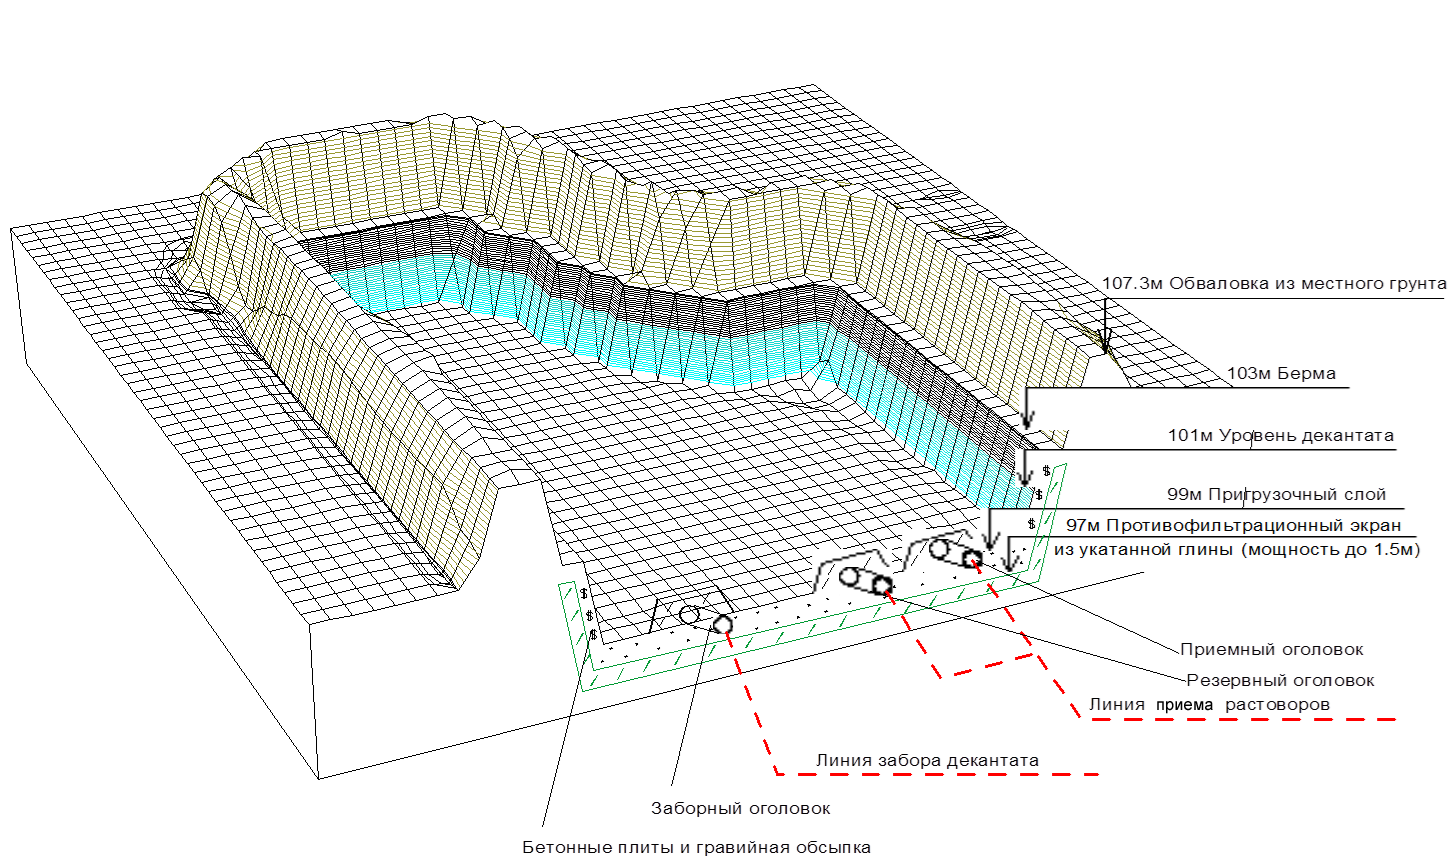 107.3м Обваловка из местного грунта
103м Берма
101м Уровень декантата
99м Пригрузочный слой
97м Противофильтрационный экран
из укатанной глины (мощность до 1.5м)
$
$
$
$
$
$
Приемный оголовок
Резервный оголовок
Линия приема растоворов
Линия забора декантата
Заборный оголовок
Бетонные плиты и гравийная обсыпка